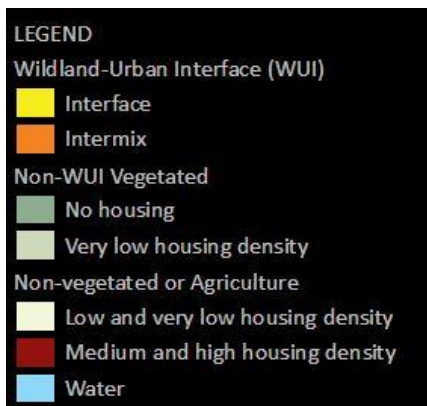 LEGEND
Wildland-Urban Interface (WUI)
Interface
Intermix
Non-WUI Vegetated
No housing
Very low housing density
Non-vegetated or Agriculture
Low and very low housing density
Medium and high housing density
Water